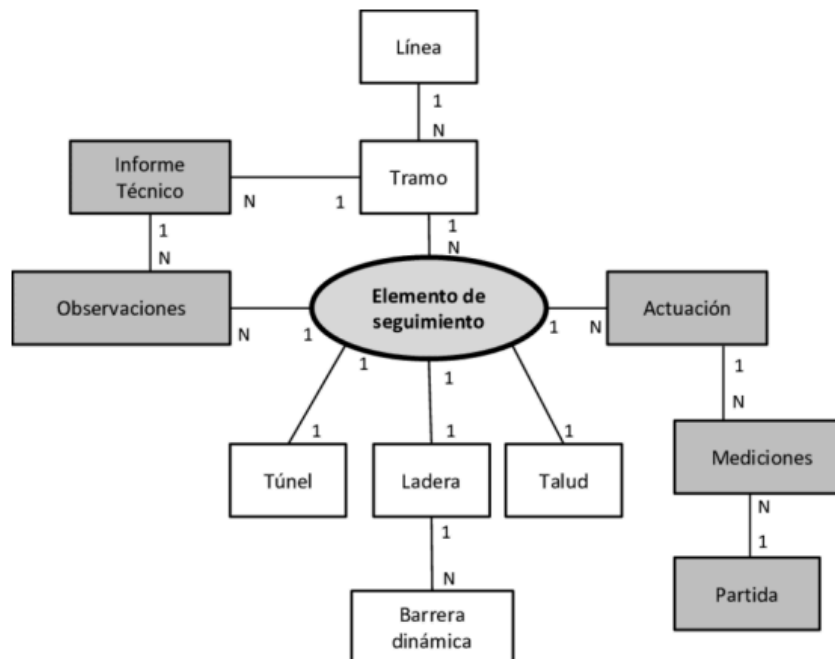 Línea
1
N
Informe
Técnico
N
1
Tramo
1
N
1
N
Observaciones
N
1
Elemento de
seguimiento
1
N
Actuación
1
1
1
N
1
1
1
Túnel
Ladera
Talud
Mediciones
1
N
N
1
Barrera
dinámica
Partida